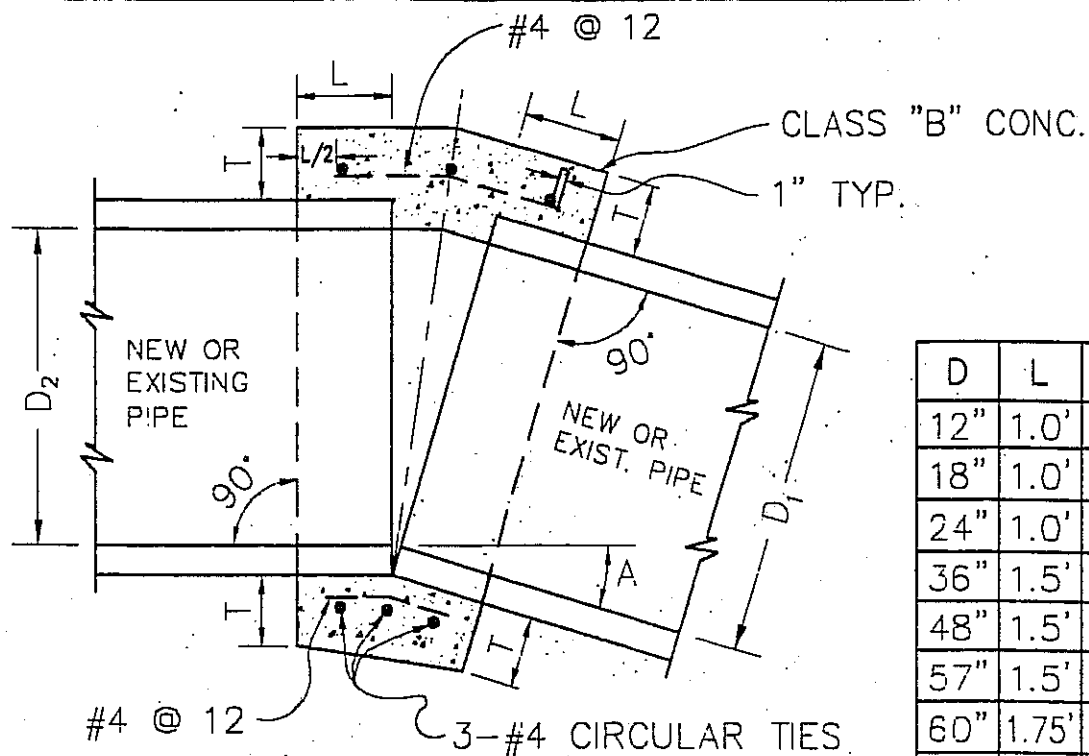 #4 @ 12
L
L
CLASS "B" CONC.
T
L/2
1" TYP.
T
D2
NEW OR
EXISTING
PIPE
90°
90°
NEW OR
EXIST. PIPE
D1
A
T
T
#4 @ 12
3-#4 CIRCULAR TIES
D L
12" 1.0'
18" 1.0'
24" 1.0'
36" 1.5'
48" 1.5'
57" 1.5'
60" 1.75'